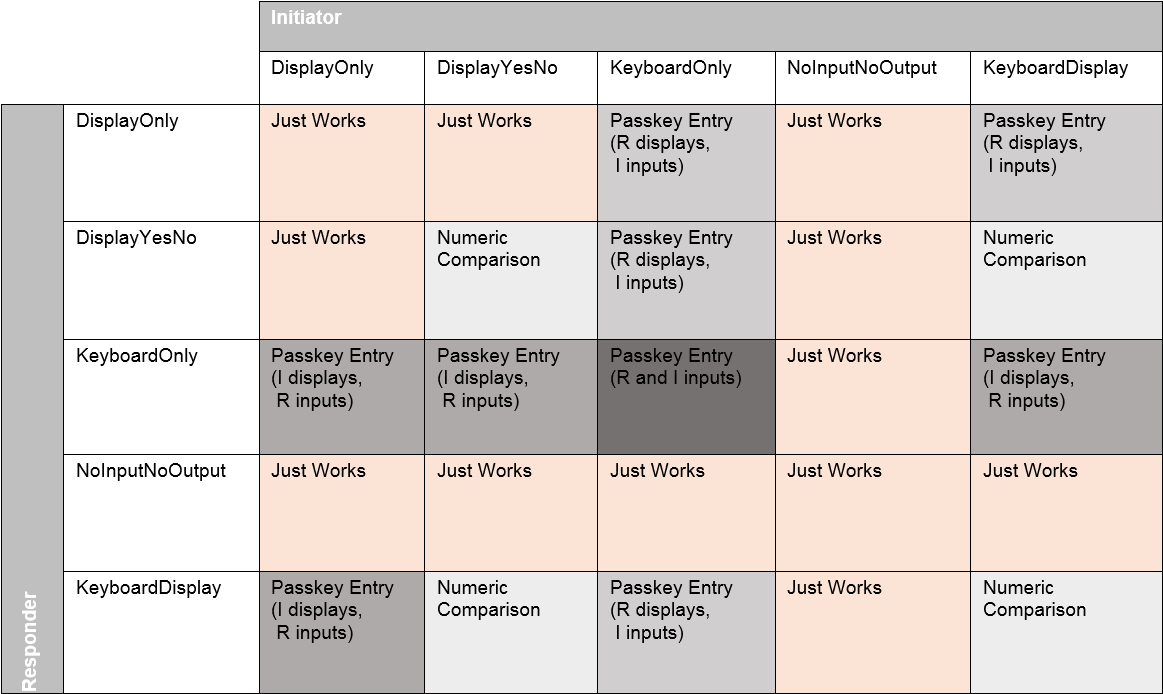 Initiator
DisplayOnly DisplayYesNo KeyboardOnly NoInputNoOutput KeyboardDisplay
Responder
DisplayOnly
Just Works
Just Works
Passkey Entry
(R displays,
I inputs)
Just Works
Passkey Entry
(R displays,
I inputs)
DisplayYesNo
Just Works
Numeric
Comparison
Passkey Entry
(R displays,
I inputs)
Just Works
Numeric
Comparison
KeyboardOnly
Passkey Entry
(I displays,
R inputs)
Passkey Entry
(I displays,
R inputs)
Passkey Entry
(R and I inputs)
Just Works
Passkey Entry
(I displays,
R inputs)
NoInputNoOutput
Just Works
Just Works
Just Works
Just Works
Just Works
KeyboardDisplay
Passkey Entry
(I displays,
R inputs)
Numeric
Comparison
Passkey Entry
(R displays,
I inputs)
Just Works
Numeric
Comparison